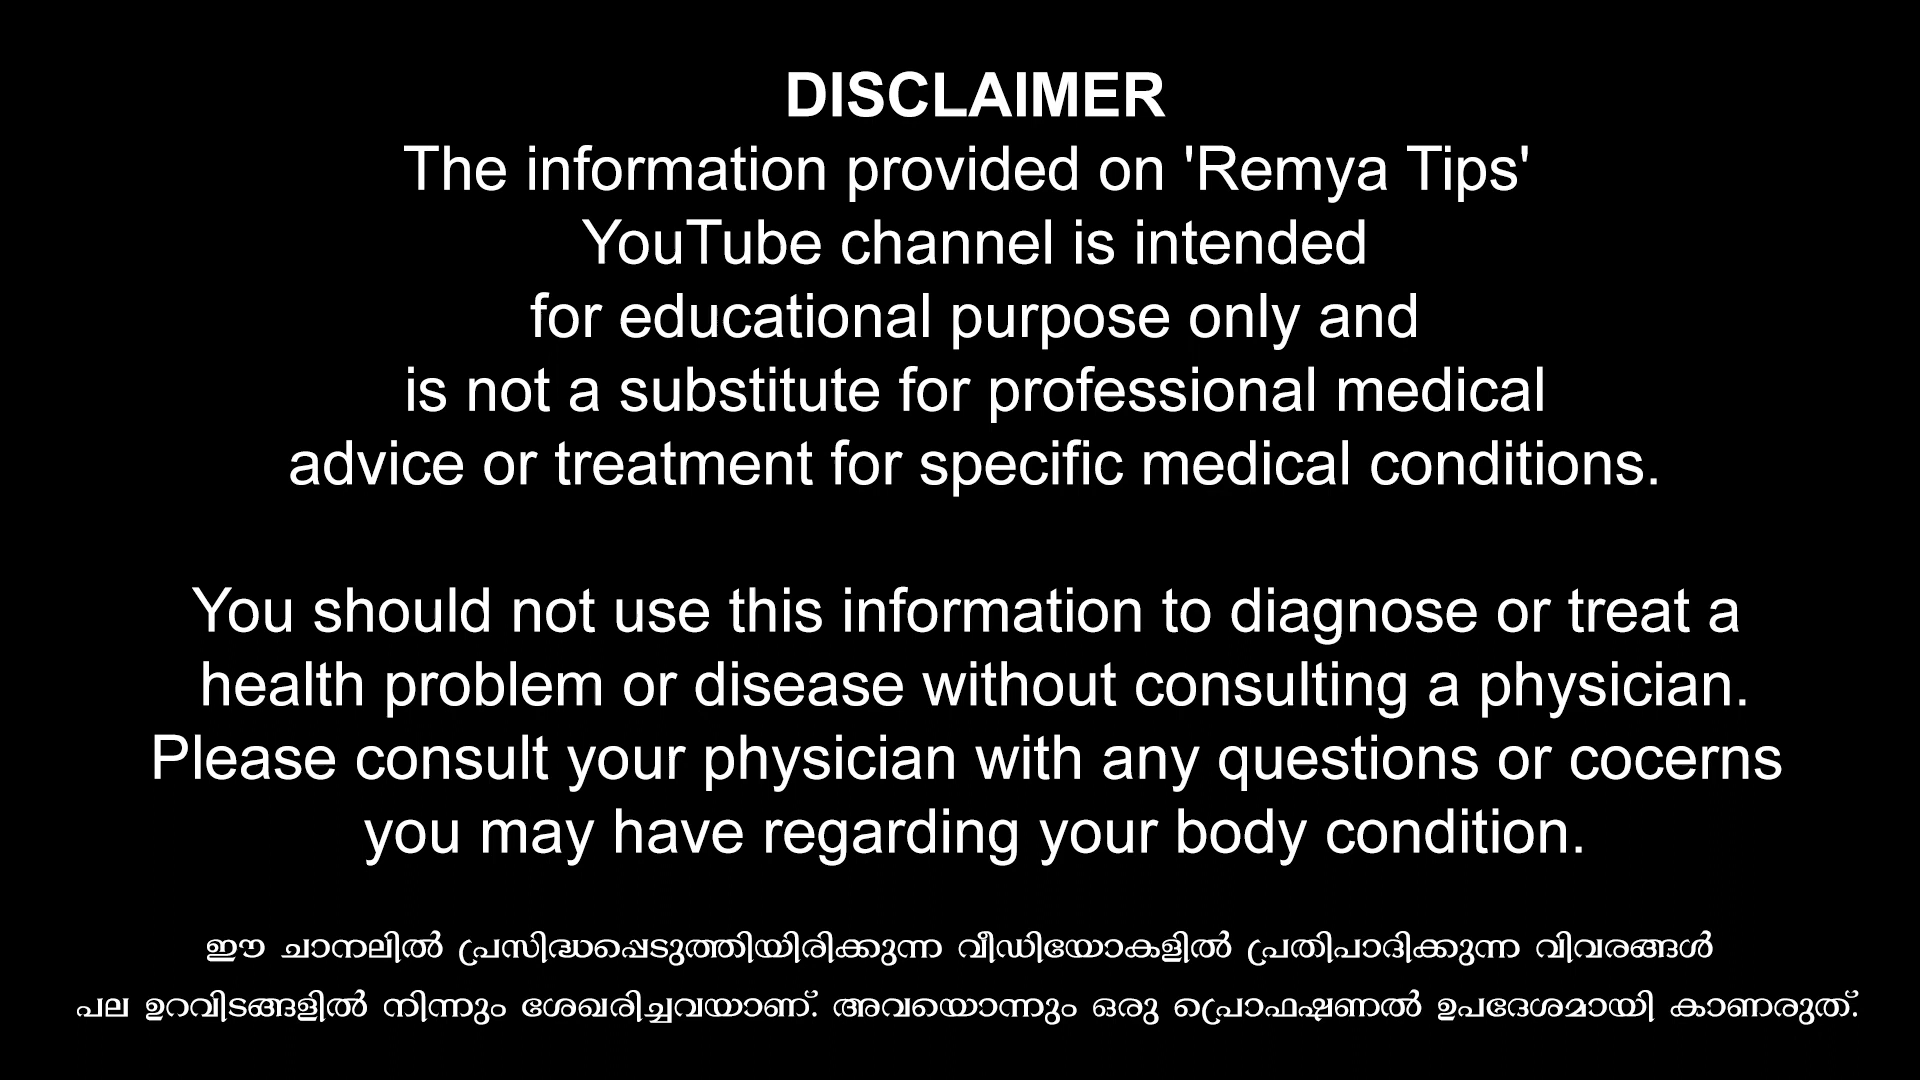 DISCLAIMER
The information provided on 'Remya Tips'
YouTube channel is intended
for educational purpose only and
is not a substitute for professional medical
advice or treatment for specific medical conditions.
You should not use this information to diagnose or treat a
health problem or disease without consulting a physician.
Please consult your physician with any questions or cocerns
you may have regarding your body condition.
ഈ ചാനലിൽ പ്രസിദ്ധപ്പെടുത്തിയിരിക്കുന്ന വീഡിയോകളിൽ പ്രതിപാദിക്കുന്ന വിവരങ്ങൾ
പല ഉറവിടങ്ങളിൽ നിന്നും ശേഖരിച്ചവയാണ്. അവയൊന്നും ഒരു പ്രൊഫഷണൽ ഉപദേശമായി കാണരുത്.